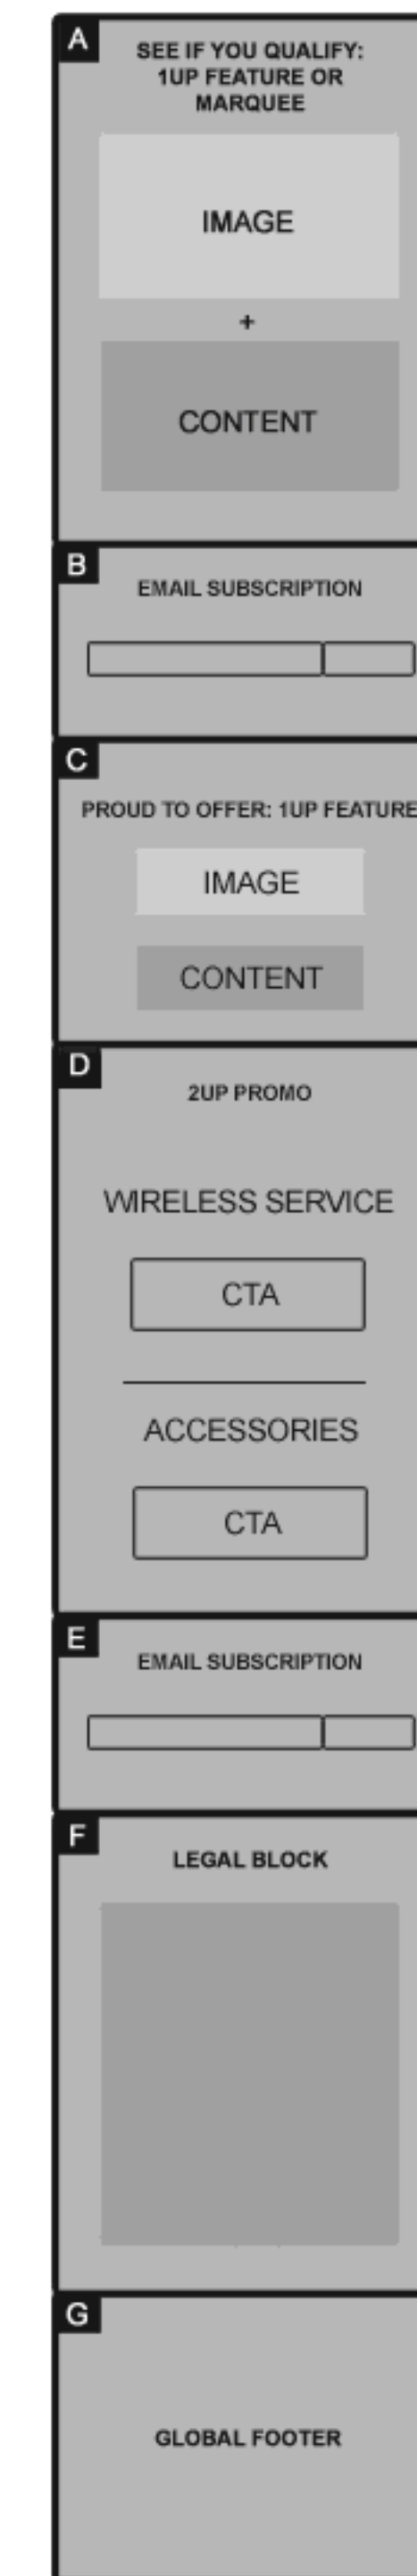 A
SEE IF YOU QUALIFY:
1UP FEATURE OR
MARQUEE
IMAGE
+
CONTENT
B
EMAIL SUBSCRIPTION
C
PROUD TO OFFER: 1UP FEATURE
IMAGE
CONTENT
D
2UP PROMO
WIRELESS SERVICE
CTA
ACCESSORIES
CTA
E
EMAIL SUBSCRIPTION
F
LEGAL BLOCK
G
GLOBAL FOOTER